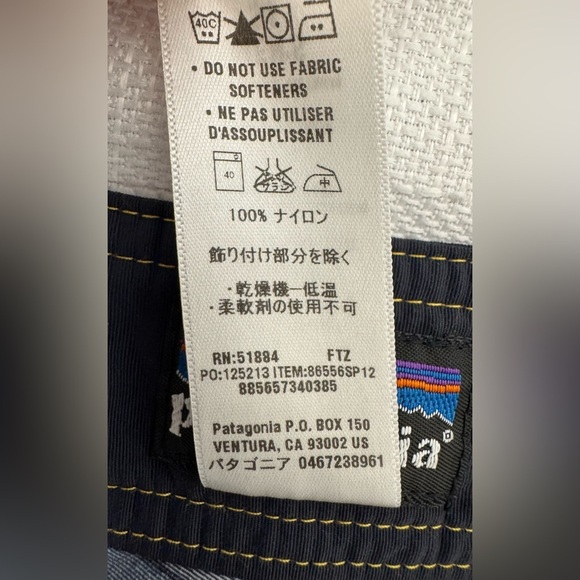 40C
• DO NOT USE FABRIC
SOFTENERS
• NE PAS UTILISER
D'ASSOUPLISSANT
40
中
100% ナイロン
飾り付け部分を除く
・乾燥機ー低温
・柔軟剤の使用不可
RN:51884 FTZ
PO:125213 ITEM:86556SP12
885657340385
p ia®
Patagonia P.O. BOX 150
VENTURA, CA 93002 US
パタゴニア 0467238961